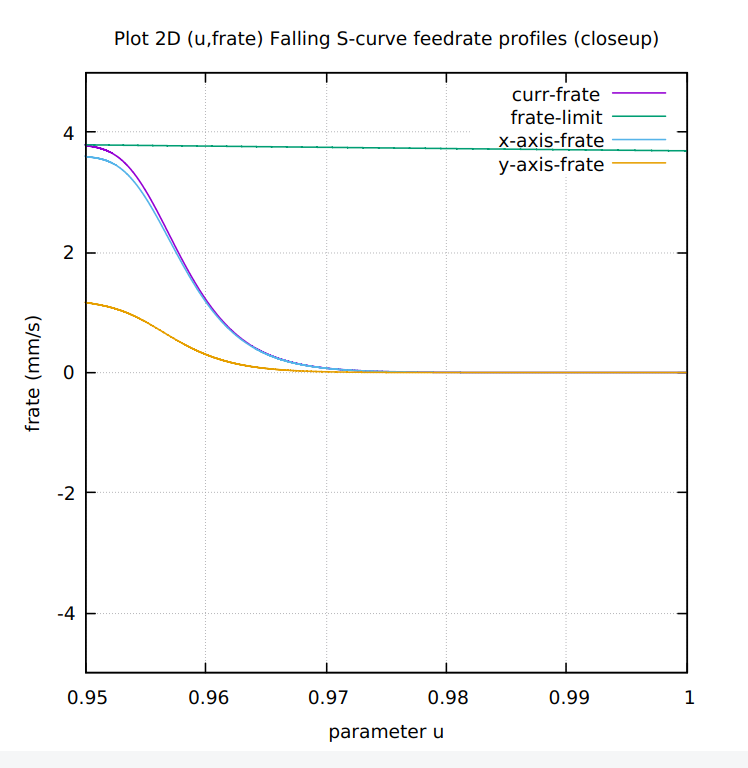 Plot 2D (u,frate) Falling S-curve feedrate profiles (closeup)
curr-frate
frate-limit
x-axis-frate
y-axis-frate
4
2
0
-2
-4
frate (mm/s)
0.95 0.96 0.97 0.98 0.99 1
parameter u